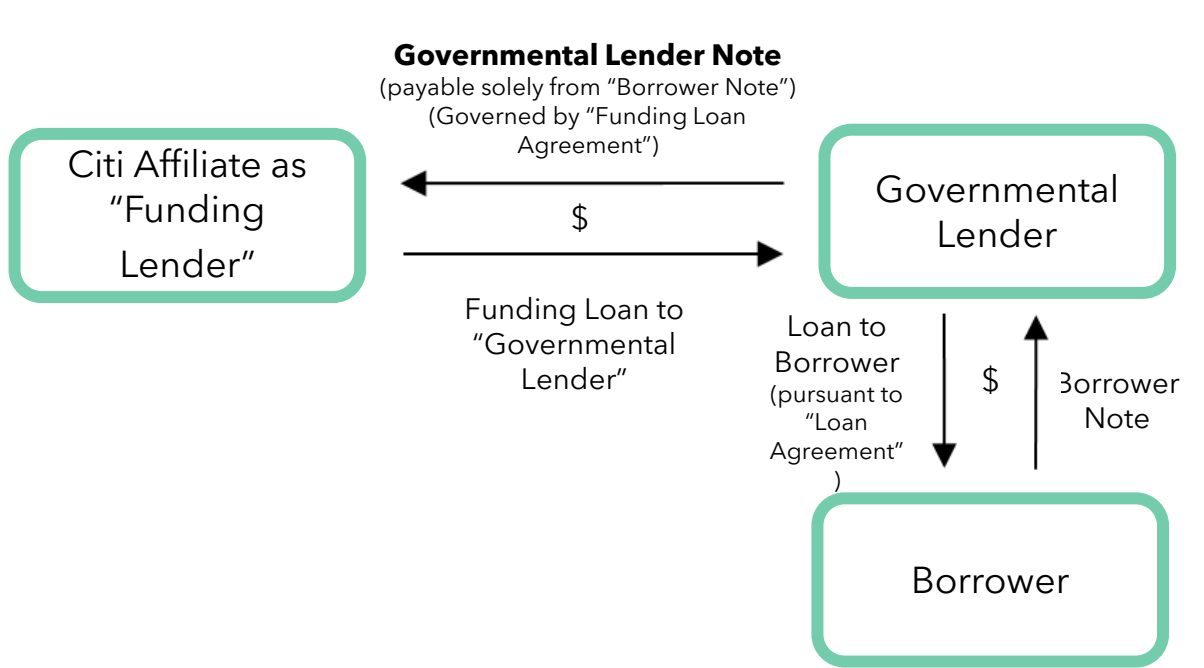 Governmental Lender Note
(payable solely from “Borrower Note”)
(Governed by “Funding Loan
Agreement”)
Citi Affiliate as
“Funding
Lender”
$
Governmental
Lender
Funding Loan to
“Governmental
Lender”
Loan to
Borrower
(pursuant to
“Loan
Agreement”
)
$
Borrower
Note
Borrower